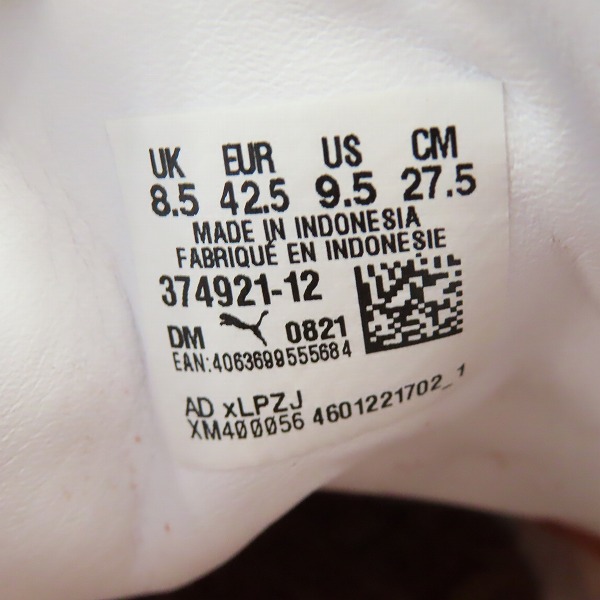 UK EUR US CM
8.5 42.5 9.5 27.5
MADE IN INDONESIA
FABRIQUÉ EN INDONESIE
374921-12
DM 0821
EAN:4063699555684
AD xLPZJ
XM400056 4601221702_1